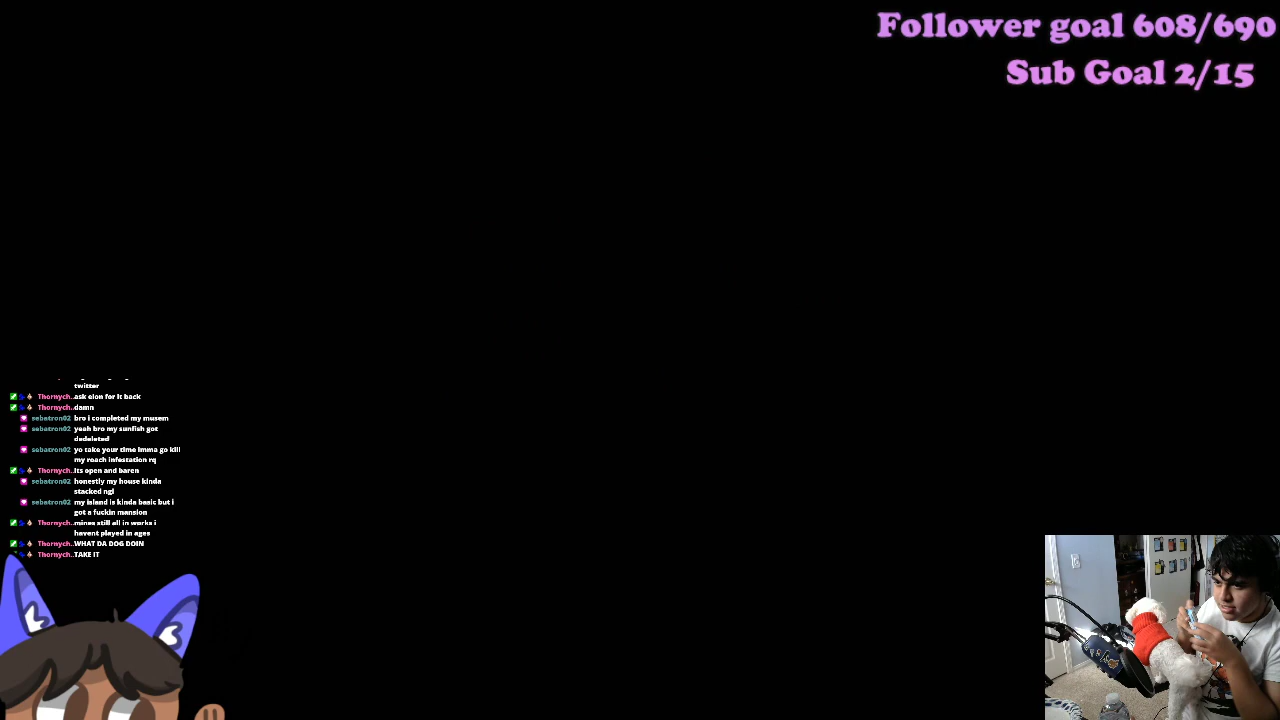 Follower goal 608/690
Sub Goal 2/15
twitter
Thornych.. ask elon for it back
Thornych.. damn
sebatron02 bro i completed my musem
sebatron02 yeah bro my sunfish got
dedeleted
sebatron02 yo take your time imma go kill
my roach infestation rq
Thornych.. Its open and baren
sebatron02 honestly my house kinda
stacked ngl
sebatron02 my island is kinda basic but i
got a fuckin mansion
Thornych.. mines still all in works i
havent played in ages
Thornych.. WHAT DA DOG DOIN
Thornych.. TAKE IT